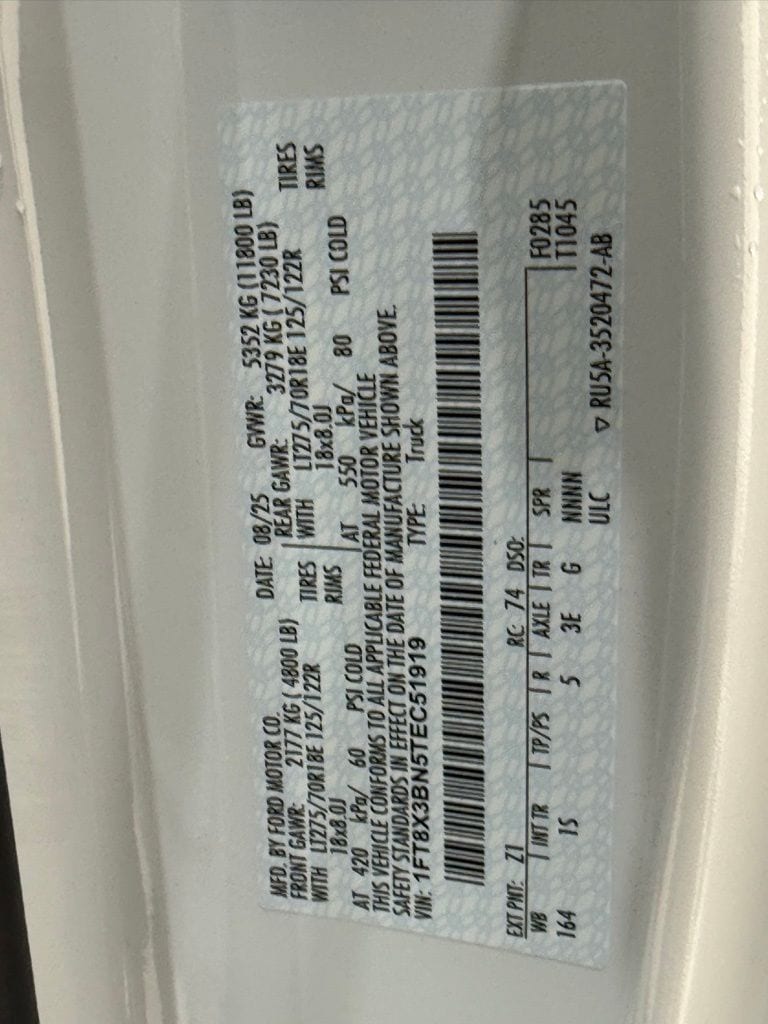 MFD. BY FORD MOTOR CO. DATE: 08/25 GVWR: 5352 KG (11800 LB)
FRONT GAWR: 2177 KG ( 4800 LB) REAR GAWR: 3279 KG ( 7230 LB)
WITH LT275/70R18E 125/122R TIRES WITH LT275/70R18E 125/122R TIRES
18x8.0J RIMS 18x8.0J RIMS
AT 420 kPa/ 60 PSI COLD AT 550 kPa/ 80 PSI COLD
THIS VEHICLE CONFORMS TO ALL APPLICABLE FEDERAL MOTOR VEHICLE
SAFETY STANDARDS IN EFFECT ON THE DATE OF MANUFACTURE SHOWN ABOVE.
VIN: 1FT8X3BN5TEC51919 TYPE: Truck
EXT PNT: Z1 RC: 74 DSO:
WB INT TR TP/PS R AXLE TR SPR F0285
164 1S 5 3E G NNNN T1045
ULC ▽ RU5A-3520472-AB